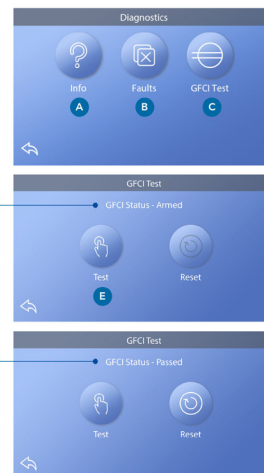 Diagnostics
Info
Faults
GFCI Test
A
B
C
GFCI Test
GFCI Status - Armed
Test
Reset
E
GFCI Test
GFCI Status - Passed
Test
Reset